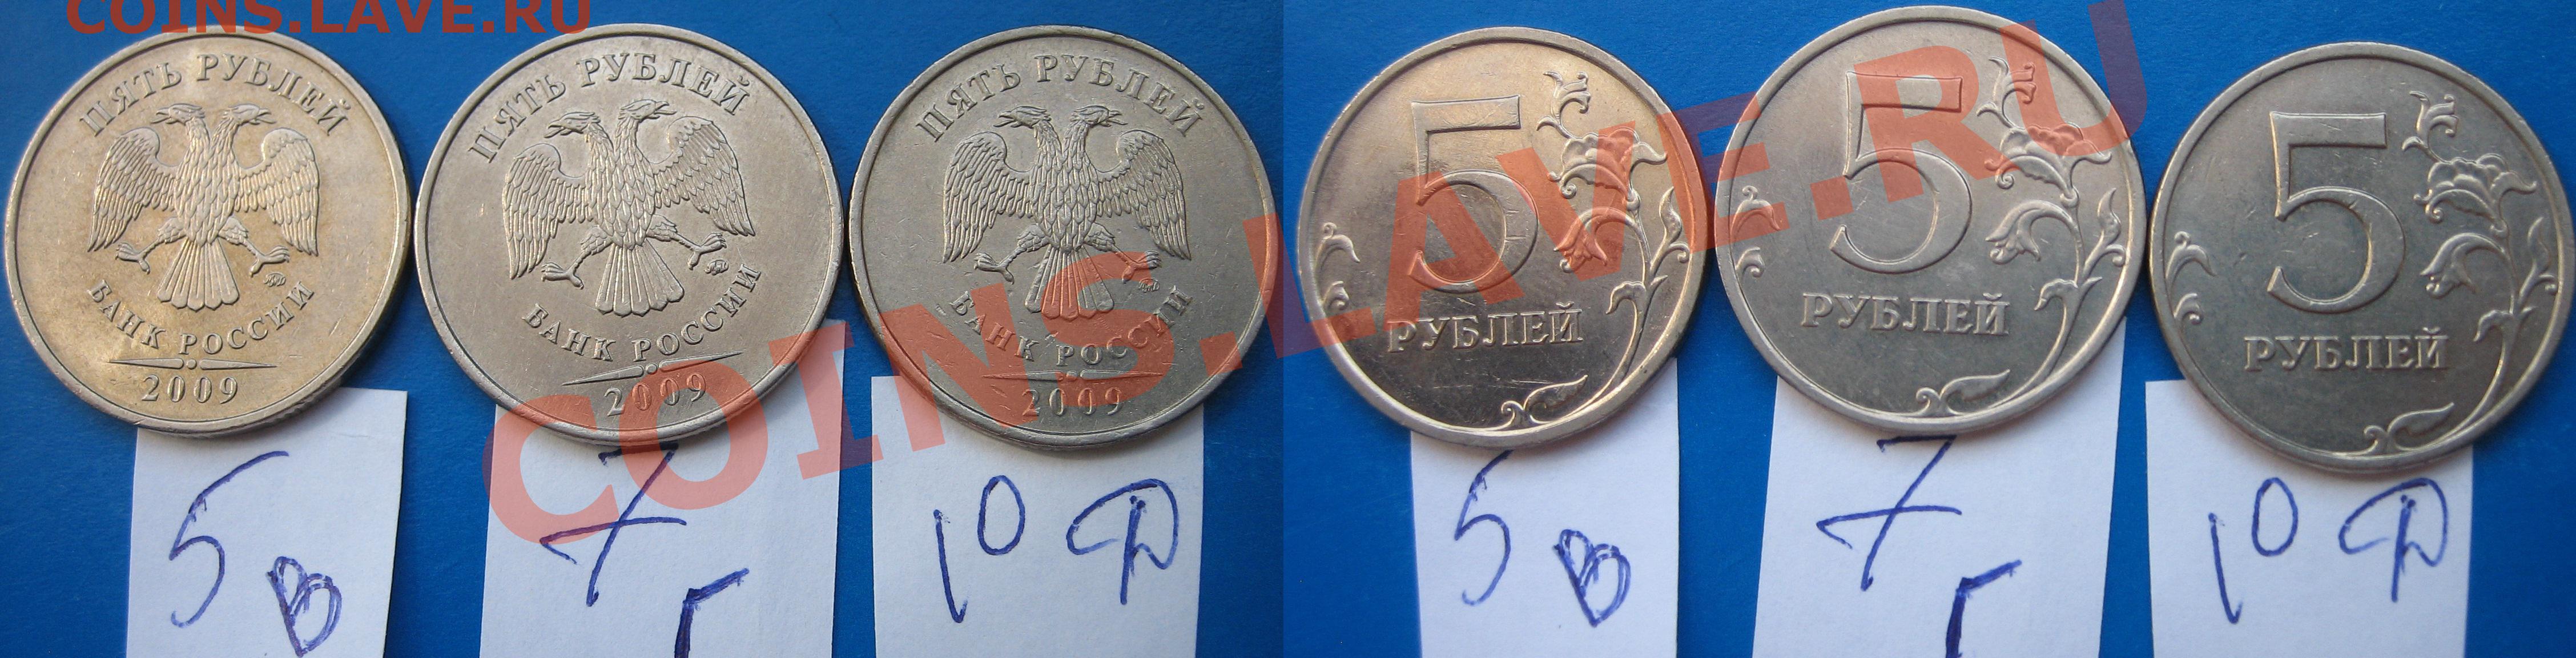 COINS.LAVE.RU
ПЯТЬ РУБЛЕЙ
БАНК РОССИИ
2009
ПЯТЬ РУБЛЕЙ
БАНК РОССИИ
2009
ПЯТЬ РУБЛЕЙ
БАНК РОССИИ
2009
5
РУБЛЕЙ
5
РУБЛЕЙ
5
РУБЛЕЙ
COINS.LAVE.RU
5 В
7 Г
10 Ф
5 В
7 Г
10 Ф